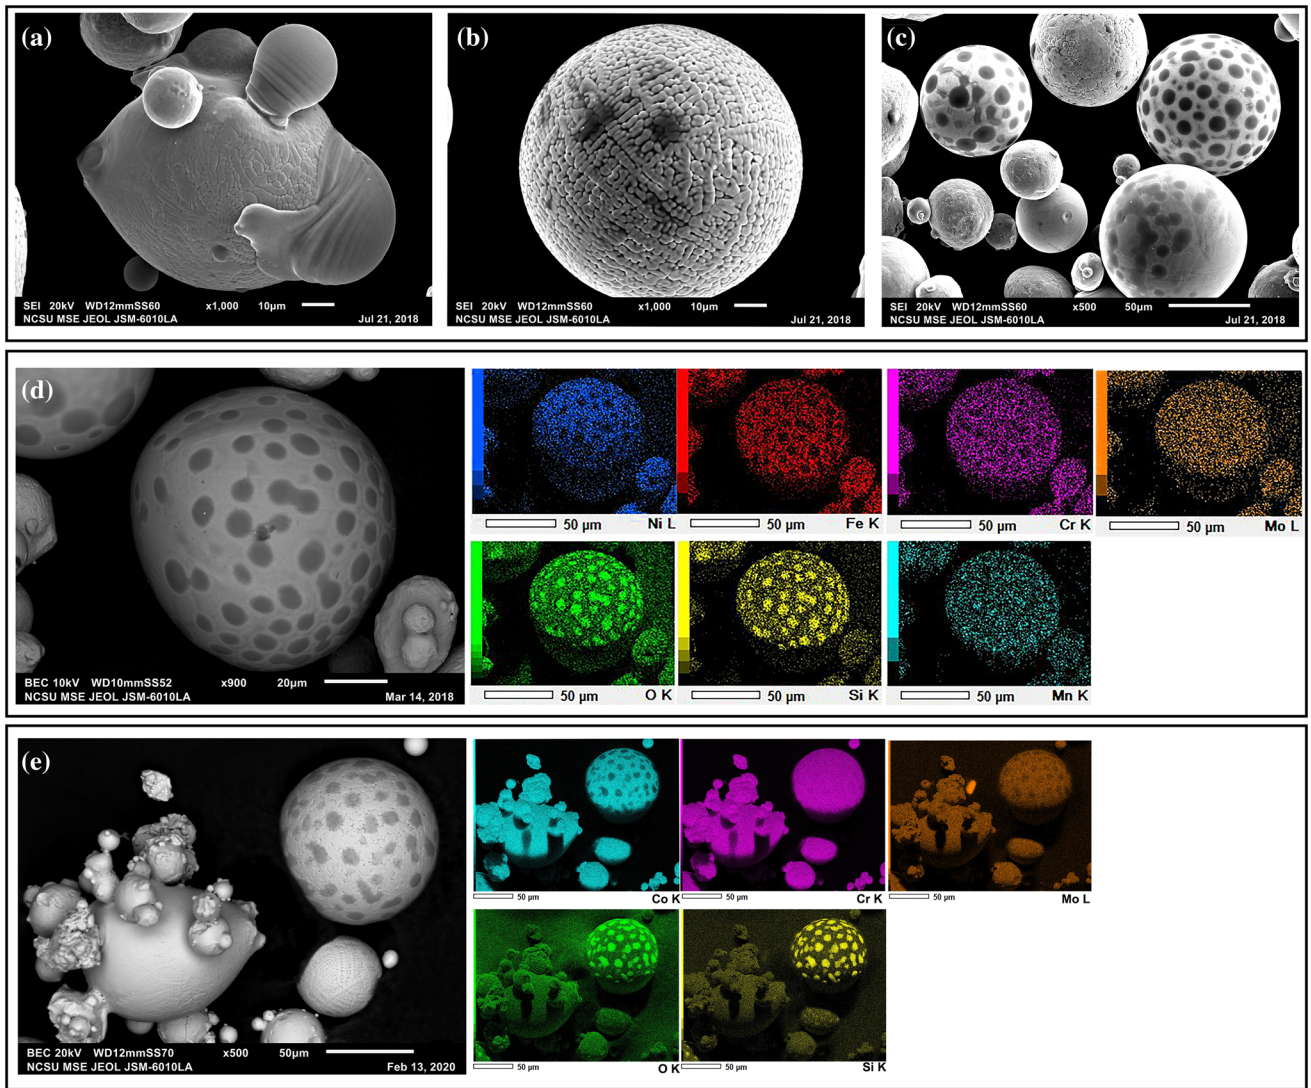 (a)
SEI 20kV WD12mmSS60 x1,000 10µm
NCSU MSE JEOL JSM-6010LA Jul 21, 2018
(b)
SEI 20kV WD12mmSS60 x1,000 10µm
NCSU MSE JEOL JSM-6010LA Jul 21, 2018
(c)
SEI 20kV WD12mmSS60 x500 50µm
NCSU MSE JEOL JSM-6010LA Jul 21, 2018
(d)
BEC 10kV WD10mmSS52 x900 20µm
NCSU MSE JEOL JSM-6010LA Mar 14, 2018
50 µm Ni L
50 µm Fe K
50 µm Cr K
50 µm Mo L
50 µm O K
50 µm Si K
50 µm Mn K
(e)
BEC 20kV WD12mmSS70 x500 50µm
NCSU MSE JEOL JSM-6010LA Feb 13, 2020
50 µm Co K
50 µm Cr K
50 µm Mo L
50 µm O K
50 µm Si K